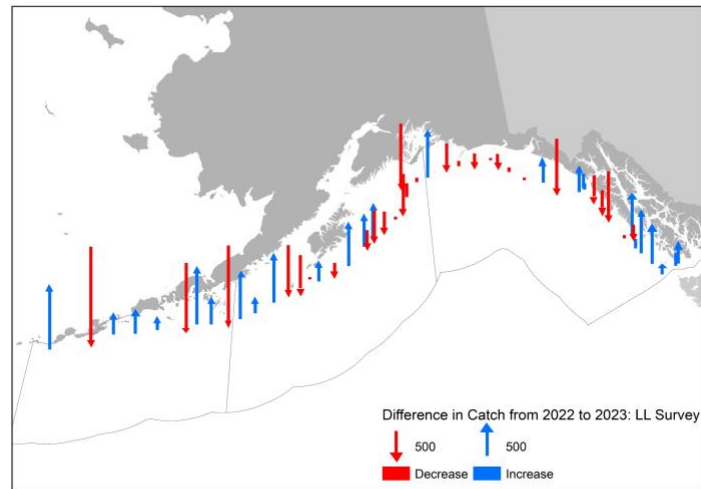 Difference in Catch from 2022 to 2023: LL Survey
500 500
Decrease Increase